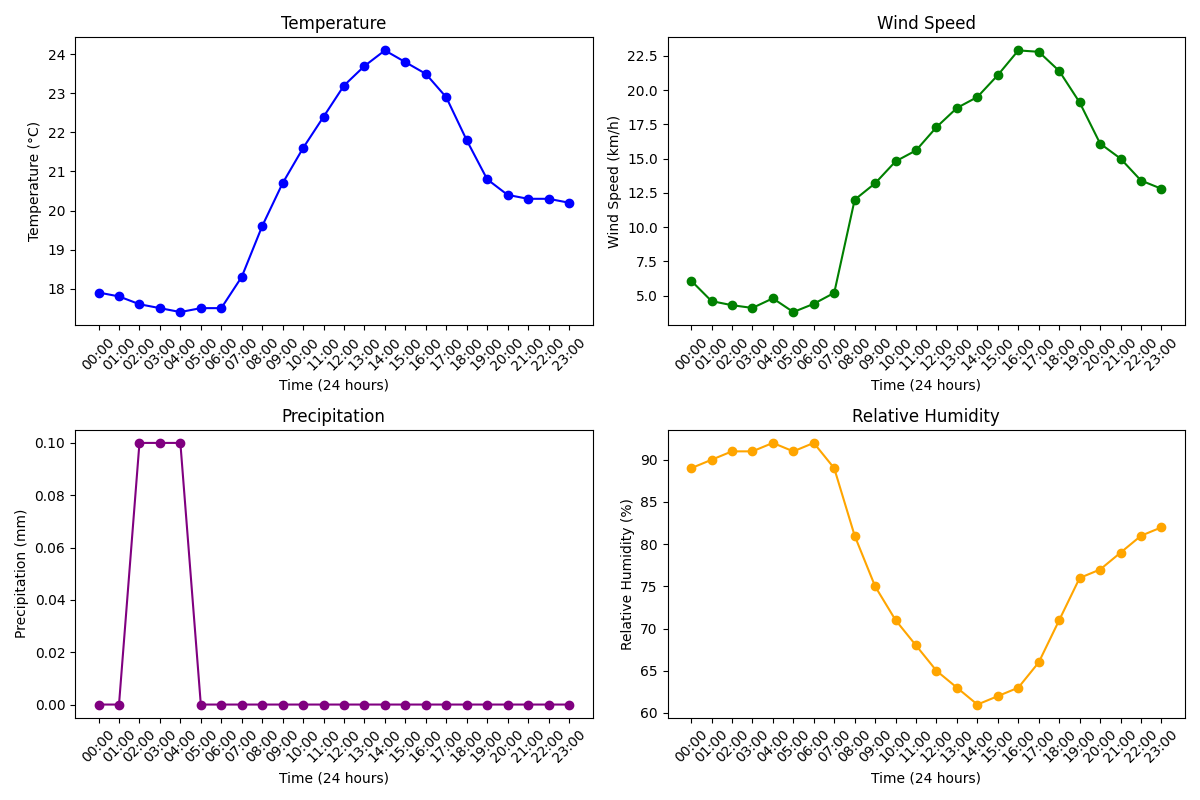 Temperature
Temperature (°C)
24
23
22
21
20
19
18
00:00 01:00 02:00 03:00 04:00 05:00 06:00 07:00 08:00 09:00 10:00 11:00 12:00 13:00 14:00 15:00 16:00 17:00 18:00 19:00 20:00 21:00 22:00 23:00
Time (24 hours)
Wind Speed
Wind Speed (km/h)
22.5
20.0
17.5
15.0
12.5
10.0
7.5
5.0
00:00 01:00 02:00 03:00 04:00 05:00 06:00 07:00 08:00 09:00 10:00 11:00 12:00 13:00 14:00 15:00 16:00 17:00 18:00 19:00 20:00 21:00 22:00 23:00
Time (24 hours)
Precipitation
Precipitation (mm)
0.10
0.08
0.06
0.04
0.02
0.00
00:00 01:00 02:00 03:00 04:00 05:00 06:00 07:00 08:00 09:00 10:00 11:00 12:00 13:00 14:00 15:00 16:00 17:00 18:00 19:00 20:00 21:00 22:00 23:00
Time (24 hours)
Relative Humidity
Relative Humidity (%)
90
85
80
75
70
65
60
00:00 01:00 02:00 03:00 04:00 05:00 06:00 07:00 08:00 09:00 10:00 11:00 12:00 13:00 14:00 15:00 16:00 17:00 18:00 19:00 20:00 21:00 22:00 23:00
Time (24 hours)